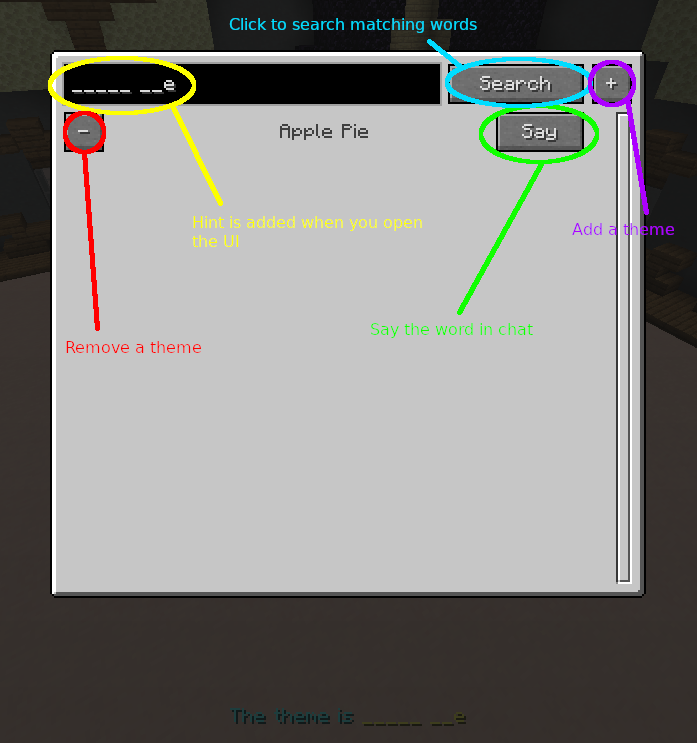 Click to search matching words
_____ __e
Search
+
-
Apple Pie
Say
Hint is added when you open
the UI
Add a theme
Say the word in chat
Remove a theme
The theme is _____ __e